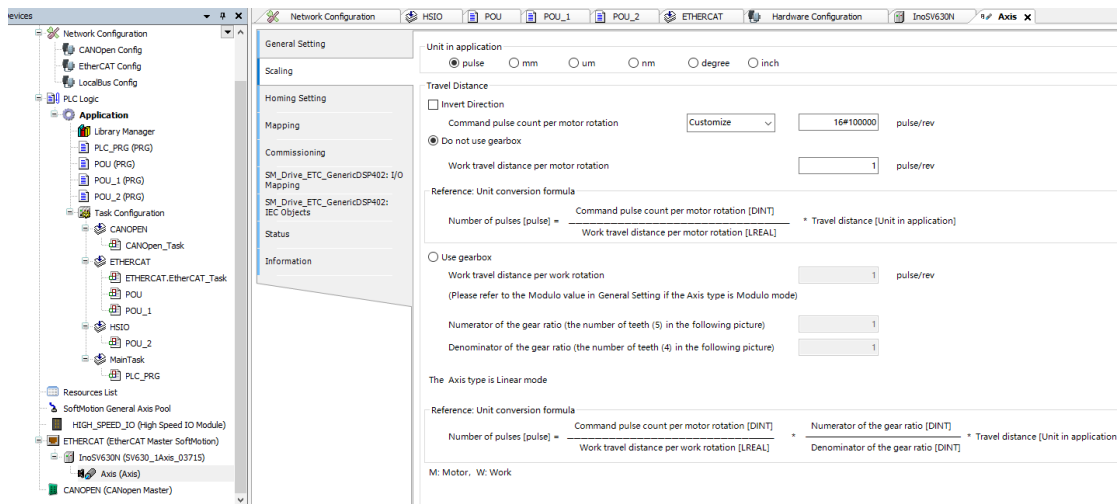 evices
Network Configuration
CANOpen Config
EtherCAT Config
LocalBus Config
PLC Logic
Application
Library Manager
PLC_PRG (PRG)
POU (PRG)
POU_1 (PRG)
POU_2 (PRG)
Task Configuration
CANOPEN
CANOpen_Task
ETHERCAT
ETHERCAT.EtherCAT_Task
POU
POU_1
HSIO
POU_2
MainTask
PLC_PRG
Resources List
SoftMotion General Axis Pool
HIGH_SPEED_IO (High Speed IO Module)
ETHERCAT (EtherCAT Master SoftMotion)
InoSV630N (SV630_1Axis_03715)
Axis (Axis)
CANOPEN (CANopen Master)
Network Configuration HSIO POU POU_1 POU_2 ETHERCAT Hardware Configuration InoSV630N Axis X
General Setting
Scaling
Homing Setting
Mapping
Commissioning
SM_Drive_ETC_GenericDSP402: I/O
Mapping
SM_Drive_ETC_GenericDSP402:
IEC Objects
Status
Information
Unit in application
pulse mm um nm degree inch
Travel Distance
Invert Direction
Command pulse count per motor rotation Customize 16#100000 pulse/rev
Do not use gearbox
Work travel distance per motor rotation 1 pulse/rev
Reference: Unit conversion formula
Command pulse count per motor rotation [DINT]
Number of pulses [pulse] = * Travel distance [Unit in application]
Work travel distance per motor rotation [LREAL]
Use gearbox
Work travel distance per work rotation 1 pulse/rev
(Please refer to the Modulo value in General Setting if the Axis type is Modulo mode)
Numerator of the gear ratio (the number of teeth (5) in the following picture) 1
Denominator of the gear ratio (the number of teeth (4) in the following picture) 1
The Axis type is Linear mode
Reference: Unit conversion formula
Command pulse count per motor rotation [DINT] Numerator of the gear ratio [DINT]
Number of pulses [pulse] = * * Travel distance [Unit in application
Work travel distance per work rotation [LREAL] Denominator of the gear ratio [DINT]
M: Motor, W: Work